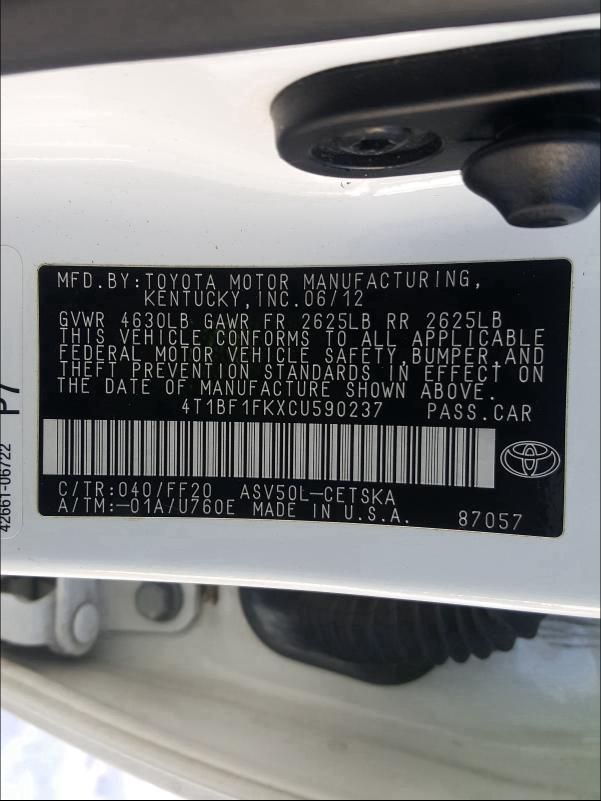 MFD.BY:TOYOTA MOTOR MANUFACTURING,
KENTUCKY, INC.06/12
GVWR 4630LB GAWR FR 2625LB RR 2625LB
THIS VEHICLE CONFORMS TO ALL APPLICABLE
FEDERAL MOTOR VEHICLE SAFETY,BUMPER,AND
THEFT PREVENTION STANDARDS IN EFFECT ON
THE DATE OF MANUFACTURE SHOWN ABOVE.
4T1BF1FKXCU590237 PASS.CAR
C/TR:040/FF20 ASV50L-CETSKA
A/TM:-01A/U760E MADE IN U.S.A. 87057
42661-06722
P7